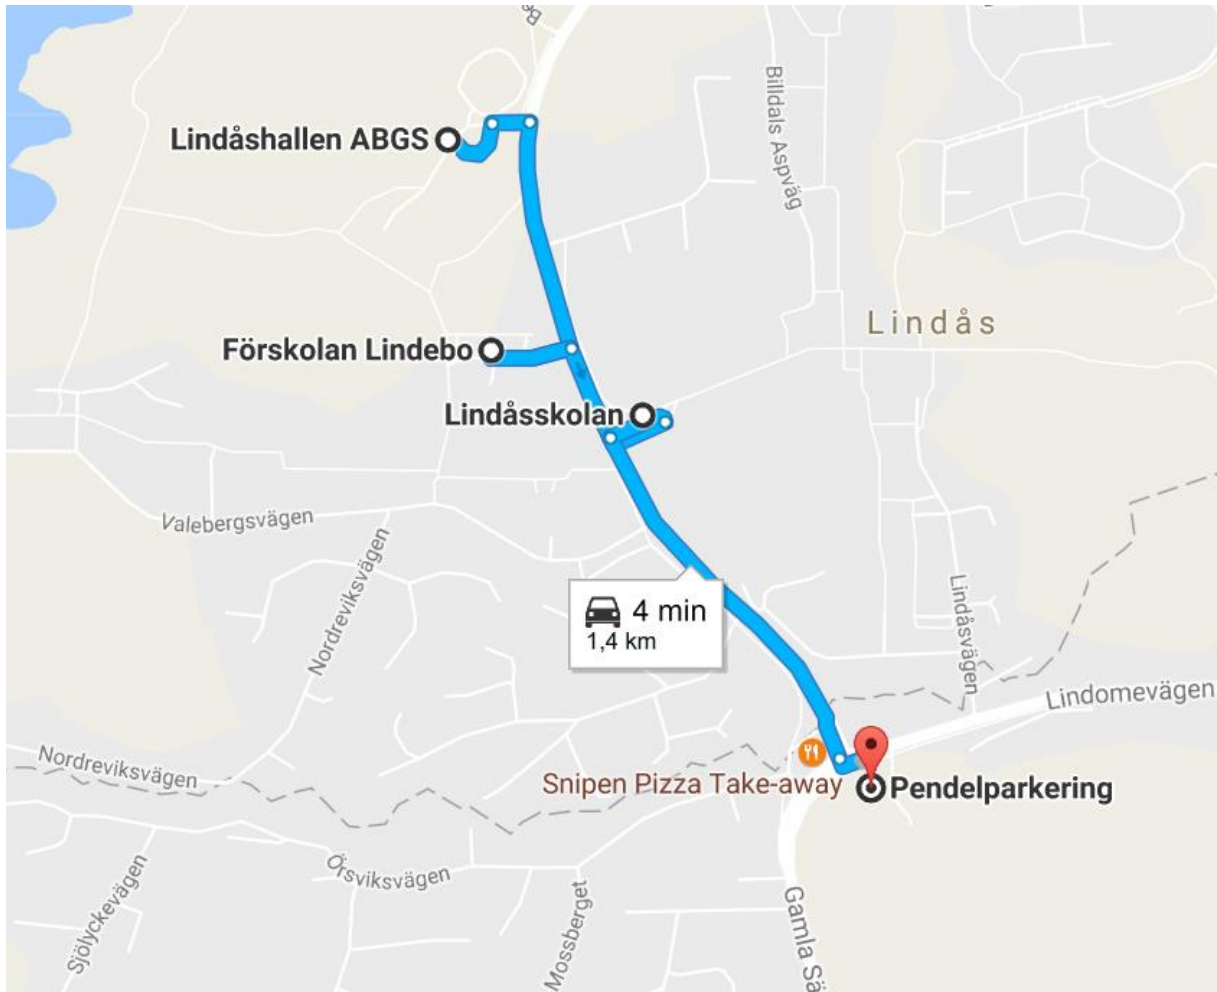 Billdals Aspväg
Lindåshallen ABGS
Lindås
Förskolan Lindebo
Lindåsskolan
Valebergsvägen
Nordreviksvägen
4 min
1,4 km
Lindåsvägen
Lindomevägen
Nordreviksvägen
Snipen Pizza Take-away
Pendelparkering
Örsviksvägen
Sjölyckevägen
Mossberget
Gamla Sä